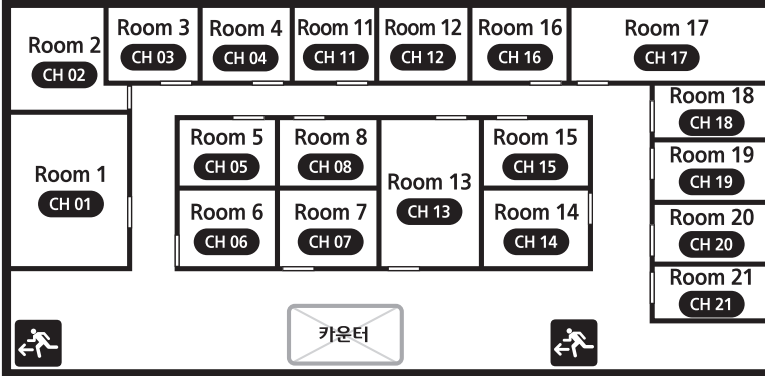 Room 2
CH 02
Room 3
CH 03
Room 4
CH 04
Room 11
CH 11
Room 12
CH 12
Room 16
CH 16
Room 17
CH 17
Room 18
CH 18
Room 1
CH 01
Room 5
CH 05
Room 8
CH 08
Room 13
CH 13
Room 15
CH 15
Room 19
CH 19
Room 6
CH 06
Room 7
CH 07
Room 14
CH 14
Room 20
CH 20
Room 21
CH 21
카운터